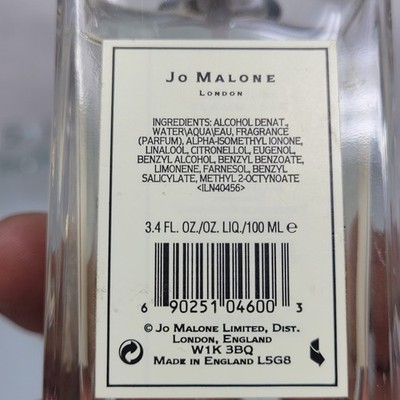 JO MALONE
LONDON
INGREDIENTS: ALCOHOL DENAT.,
WATER\AQUA\EAU, FRAGRANCE
(PARFUM), ALPHA-ISOMETHYL IONONE,
LINALOOL, CITRONELLOL, EUGENOL,
BENZYL ALCOHOL, BENZYL BENZOATE,
LIMONENE, FARNESOL, BENZYL
SALICYLATE, METHYL 2-OCTYNOATE
<ILN40456>
3.4 FL. OZ./OZ. LIQ./100 ML ℮
6 90251 04600 3
© JO MALONE LIMITED, DIST.
LONDON, ENGLAND
W1K 3BQ
MADE IN ENGLAND L5G8